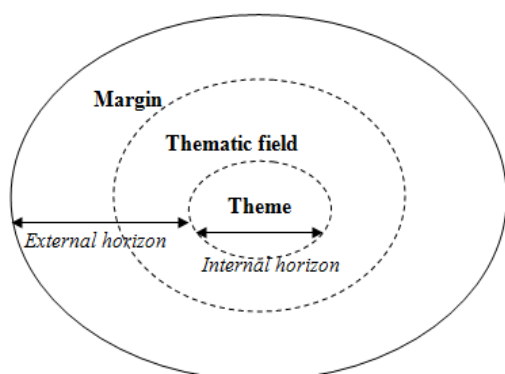 Margin
Thematic field
Theme
External horizon
Internal horizon